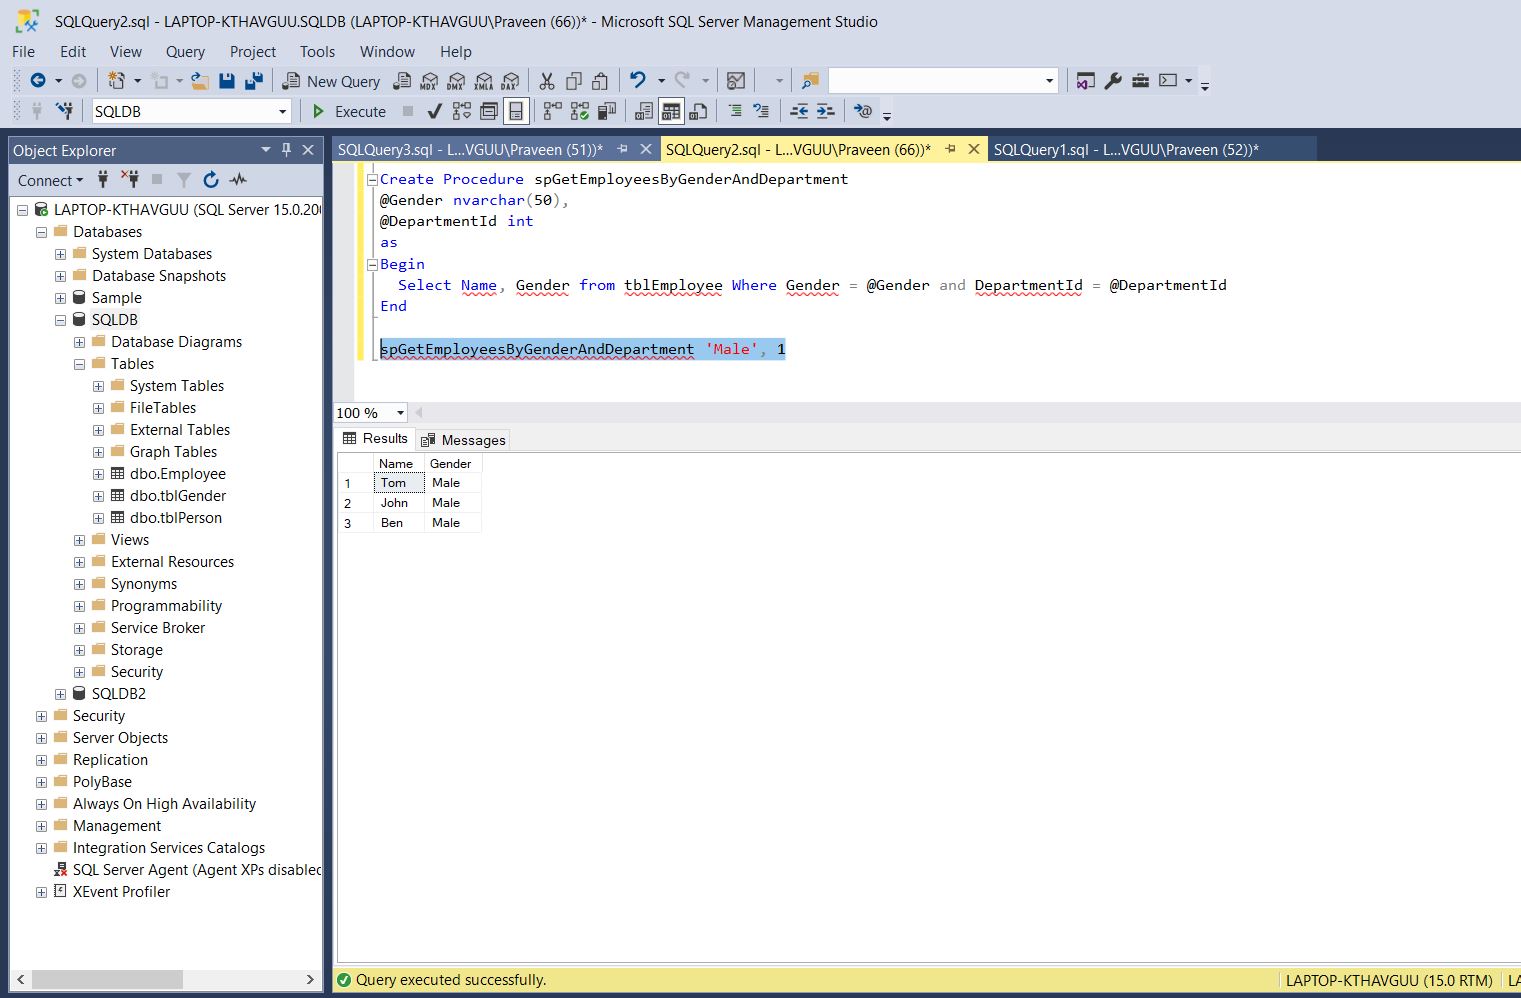 SQLQuery2.sql - LAPTOP-KTHAVGUU.SQLDB (LAPTOP-KTHAVGUU\Praveen (66))* - Microsoft SQL Server Management Studio
File Edit View Query Project Tools Window Help
New Query MDX DMX XMLA DAX
SQLDB Execute
Object Explorer
Connect
LAPTOP-KTHAVGUU (SQL Server 15.0.200
Databases
System Databases
Database Snapshots
Sample
SQLDB
Database Diagrams
Tables
System Tables
FileTables
External Tables
Graph Tables
dbo.Employee
dbo.tblGender
dbo.tblPerson
Views
External Resources
Synonyms
Programmability
Service Broker
Storage
Security
SQLDB2
Security
Server Objects
Replication
PolyBase
Always On High Availability
Management
Integration Services Catalogs
SQL Server Agent (Agent XPs disabled
XEvent Profiler
SQLQuery3.sql - L...VGUU\Praveen (51))* SQLQuery2.sql - L...VGUU\Praveen (66))* SQLQuery1.sql - L...VGUU\Praveen (52))*
Create Procedure spGetEmployeesByGenderAndDepartment
@Gender nvarchar(50),
@DepartmentId int
as
Begin
Select Name, Gender from tblEmployee Where Gender = @Gender and DepartmentId = @DepartmentId
End
spGetEmployeesByGenderAndDepartment 'Male', 1
100 %
Results Messages
Name Gender
1 Tom Male
2 John Male
3 Ben Male
Query executed successfully. LAPTOP-KTHAVGUU (15.0 RTM) LA